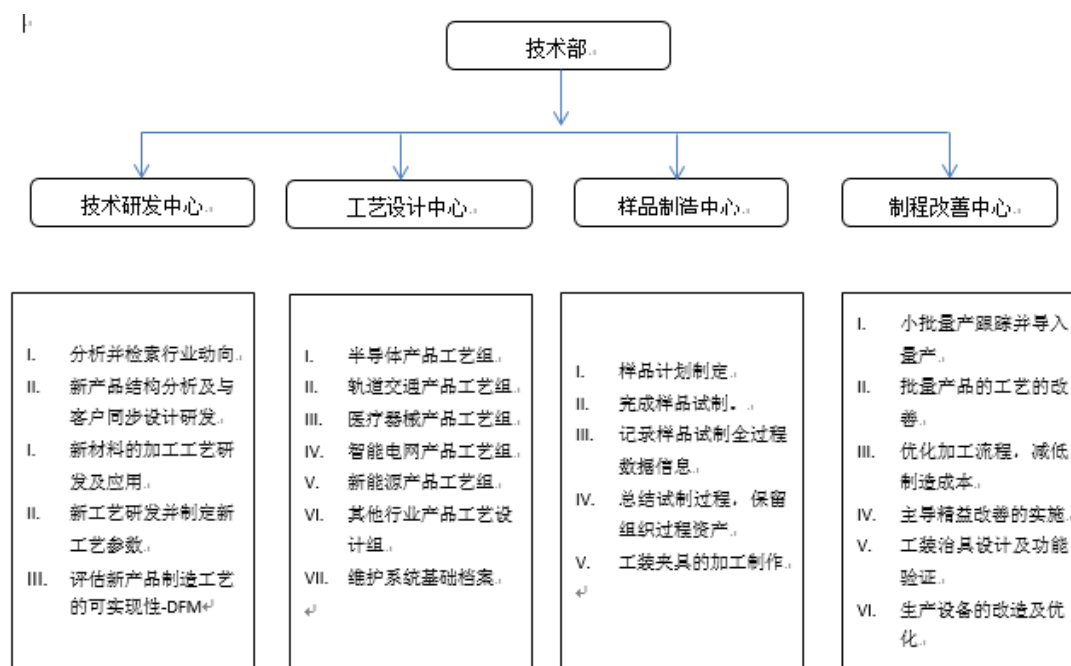 技术部
技术研发中心
工艺设计中心
样品制造中心
制程改善中心
I. 分析并检索行业动向
II. 新产品结构分析及与
客户同步设计研发
I. 新材料的加工工艺研
发及应用
II. 新工艺研发并制定新
工艺参数
III. 评估新产品制造工艺
的可实现性-DFM
I. 半导体产品工艺组
II. 轨道交通产品工艺组
III. 医疗器械产品工艺组
IV. 智能电网产品工艺组
V. 新能源产品工艺组
VI. 其他行业产品工艺设
计组
VII. 维护系统基础档案
I. 样品计划制定
II. 完成样品试制。
III. 记录样品试制全过程
数据信息
IV. 总结试制过程，保留
组织过程资产
V. 工装夹具的加工制作
I. 小批量产跟踪并导入
量产
II. 批量产品的工艺的改
善
III. 优化加工流程，减低
制造成本
IV. 主导精益改善的实施
V. 工装治具设计及功能
验证
VI. 生产设备的改造及优
化